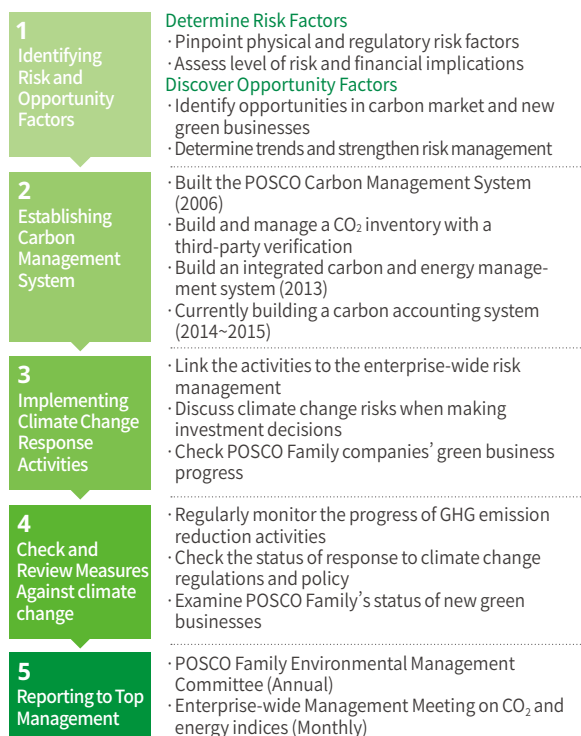 1
Identifying
Risk and
Opportunity
Factors
Determine Risk Factors
· Pinpoint physical and regulatory risk factors
· Assess level of risk and financial implications
Discover Opportunity Factors
· Identify opportunities in carbon market and new
green businesses
· Determine trends and strengthen risk management
2
Establishing
Carbon
Management
System
· Built the POSCO Carbon Management System
(2006)
· Build and manage a CO₂ inventory with a
third-party verification
· Build an integrated carbon and energy manage-
ment system (2013)
· Currently building a carbon accounting system
(2014~2015)
3
Implementing
Climate Change
Response
Activities
· Link the activities to the enterprise-wide risk
management
· Discuss climate change risks when making
investment decisions
· Check POSCO Family companies’ green business
progress
4
Check and
Review Measures
Against climate
change
· Regularly monitor the progress of GHG emission
reduction activities
· Check the status of response to climate change
regulations and policy
· Examine POSCO Family’s status of new green
businesses
5
Reporting to Top
Management
· POSCO Family Environmental Management
Committee (Annual)
· Enterprise-wide Management Meeting on CO₂ and
energy indices (Monthly)